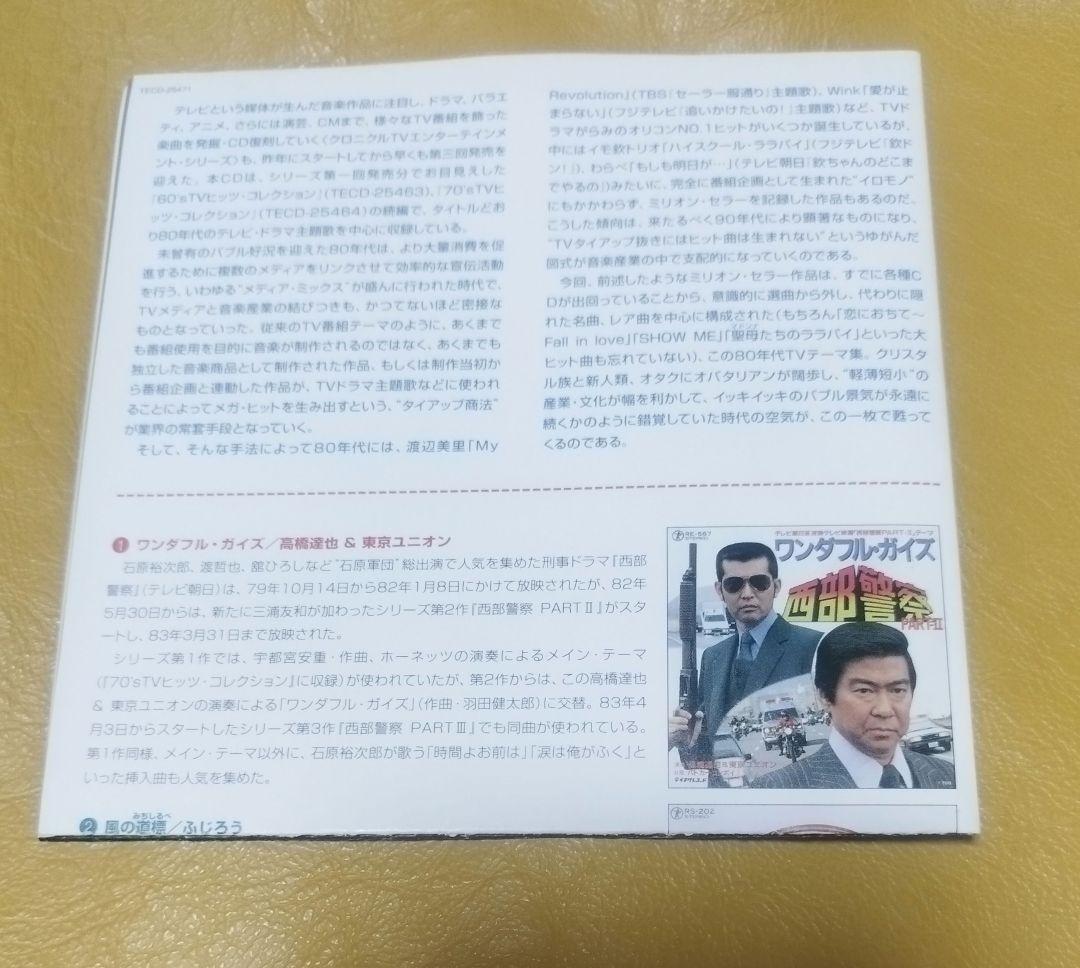 TECD-25471
テレビという媒体が生んだ音楽作品に注目し、ドラマ、バラエ
ティ、アニメ、さらには演芸、CMまで、様々なTV番組を飾った
楽曲を発掘・CD復刻していく〈クロニクルTVエンターテインメ
ント・シリーズ〉も、昨年にスタートしてから早くも第三回発売を
迎えた。本CDは、シリーズ第一回発売分でお目見えした
『60'sTVヒッツ・コレクション』(TECD-25463)、『70'sTVヒ
ッツ・コレクション』(TECD-25464)の続編で、タイトルどお
り80年代のテレビ・ドラマ主題歌を中心に収録している。
未曾有のバブル好況を迎えた80年代は、より大量消費を促
進するために複数のメディアをリンクさせて効率的な宣伝活動
を行う、いわゆる“メディア・ミックス”が盛んに行われた時代で、
TVメディアと音楽産業の結びつきも、かつてないほど密接な
ものとなっていった。従来のTV番組テーマのように、あくまで
も番組使用を目的に音楽が制作されるのではなく、あくまでも
独立した音楽商品として制作された作品、もしくは制作当初か
ら番組企画と連動した作品が、TVドラマ主題歌などに使われ
ることによってメガ・ヒットを生み出すという、“タイアップ商法”
が業界の常套手段となっていく。
そして、そんな手法によって80年代には、渡辺美里「My
Revolution」(TBS『セーラー服通り』主題歌)、Wink「愛が止
まらない」(フジテレビ『追いかけたいの!』主題歌)など、TVド
ラマがらみのオリコンNO.1ヒットがいくつか誕生しているが、
中にはイモ欽トリオ「ハイスクール・ララバイ」(フジテレビ『欽ド
ン!』)、わらべ「もしも明日が…」(テレビ朝日『欽ちゃんのどこま
でやるの』)みたいに、完全に番組企画として生まれた“イロモノ”
にもかかわらず、ミリオン・セラーを記録した作品もあるのだ。
こうした傾向は、来たるべく90年代により顕著なものになり、
“TVタイアップ抜きにはヒット曲は生まれない”というゆがんだ
図式が音楽産業の中で支配的になっていくのである。
今回、前述したようなミリオン・セラー作品は、すでに各種C
Dが出回っていることから、意識的に選曲から外し、代わりに隠
れた名曲、レア曲を中心に構成された(もちろん「恋におちて〜
Fall in love」「SHOW ME」「聖母たちのララバイ」といった大
マドンナ
ヒット曲も忘れていない)、この80年代TVテーマ集。クリスタ
ル族と新人類、オタクにオバタリアンが闊歩し、“軽薄短小”の
産業・文化が幅を利かして、イッキイッキのバブル景気が永遠に
続くかのように錯覚していた時代の空気が、この一枚で甦って
くるのである。
❶ ワンダフル・ガイズ/高橋達也 & 東京ユニオン
石原裕次郎、渡哲也、舘ひろしなど“石原軍団”総出演で人気を集めた刑事ドラマ『西部
警察』(テレビ朝日)は、79年10月14日から82年1月8日にかけて放映されたが、82年
5月30日からは、新たに三浦友和が加わったシリーズ第2作『西部警察 PARTⅡ』がスタ
ートし、83年3月31日まで放映された。
シリーズ第1作では、宇都宮安重・作曲、ホーネッツの演奏によるメイン・テーマ
(『70'sTVヒッツ・コレクション』に収録)が使われていたが、第2作からは、この高橋達也
& 東京ユニオンの演奏による「ワンダフル・ガイズ」(作曲・羽田健太郎)に交替。83年4
月3日からスタートしたシリーズ第3作『西部警察 PARTⅢ』でも同曲が使われている。
第1作同様、メイン・テーマ以外に、石原裕次郎が歌う「時間よお前は」「涙は俺がふく」と
いった挿入曲も人気を集めた。
RE-567
STEREO
ワンダフル・ガイズ
西部警察
PART-II
みちしるべ
❷ 風の道標/ふじろう
RS-202
STEREO